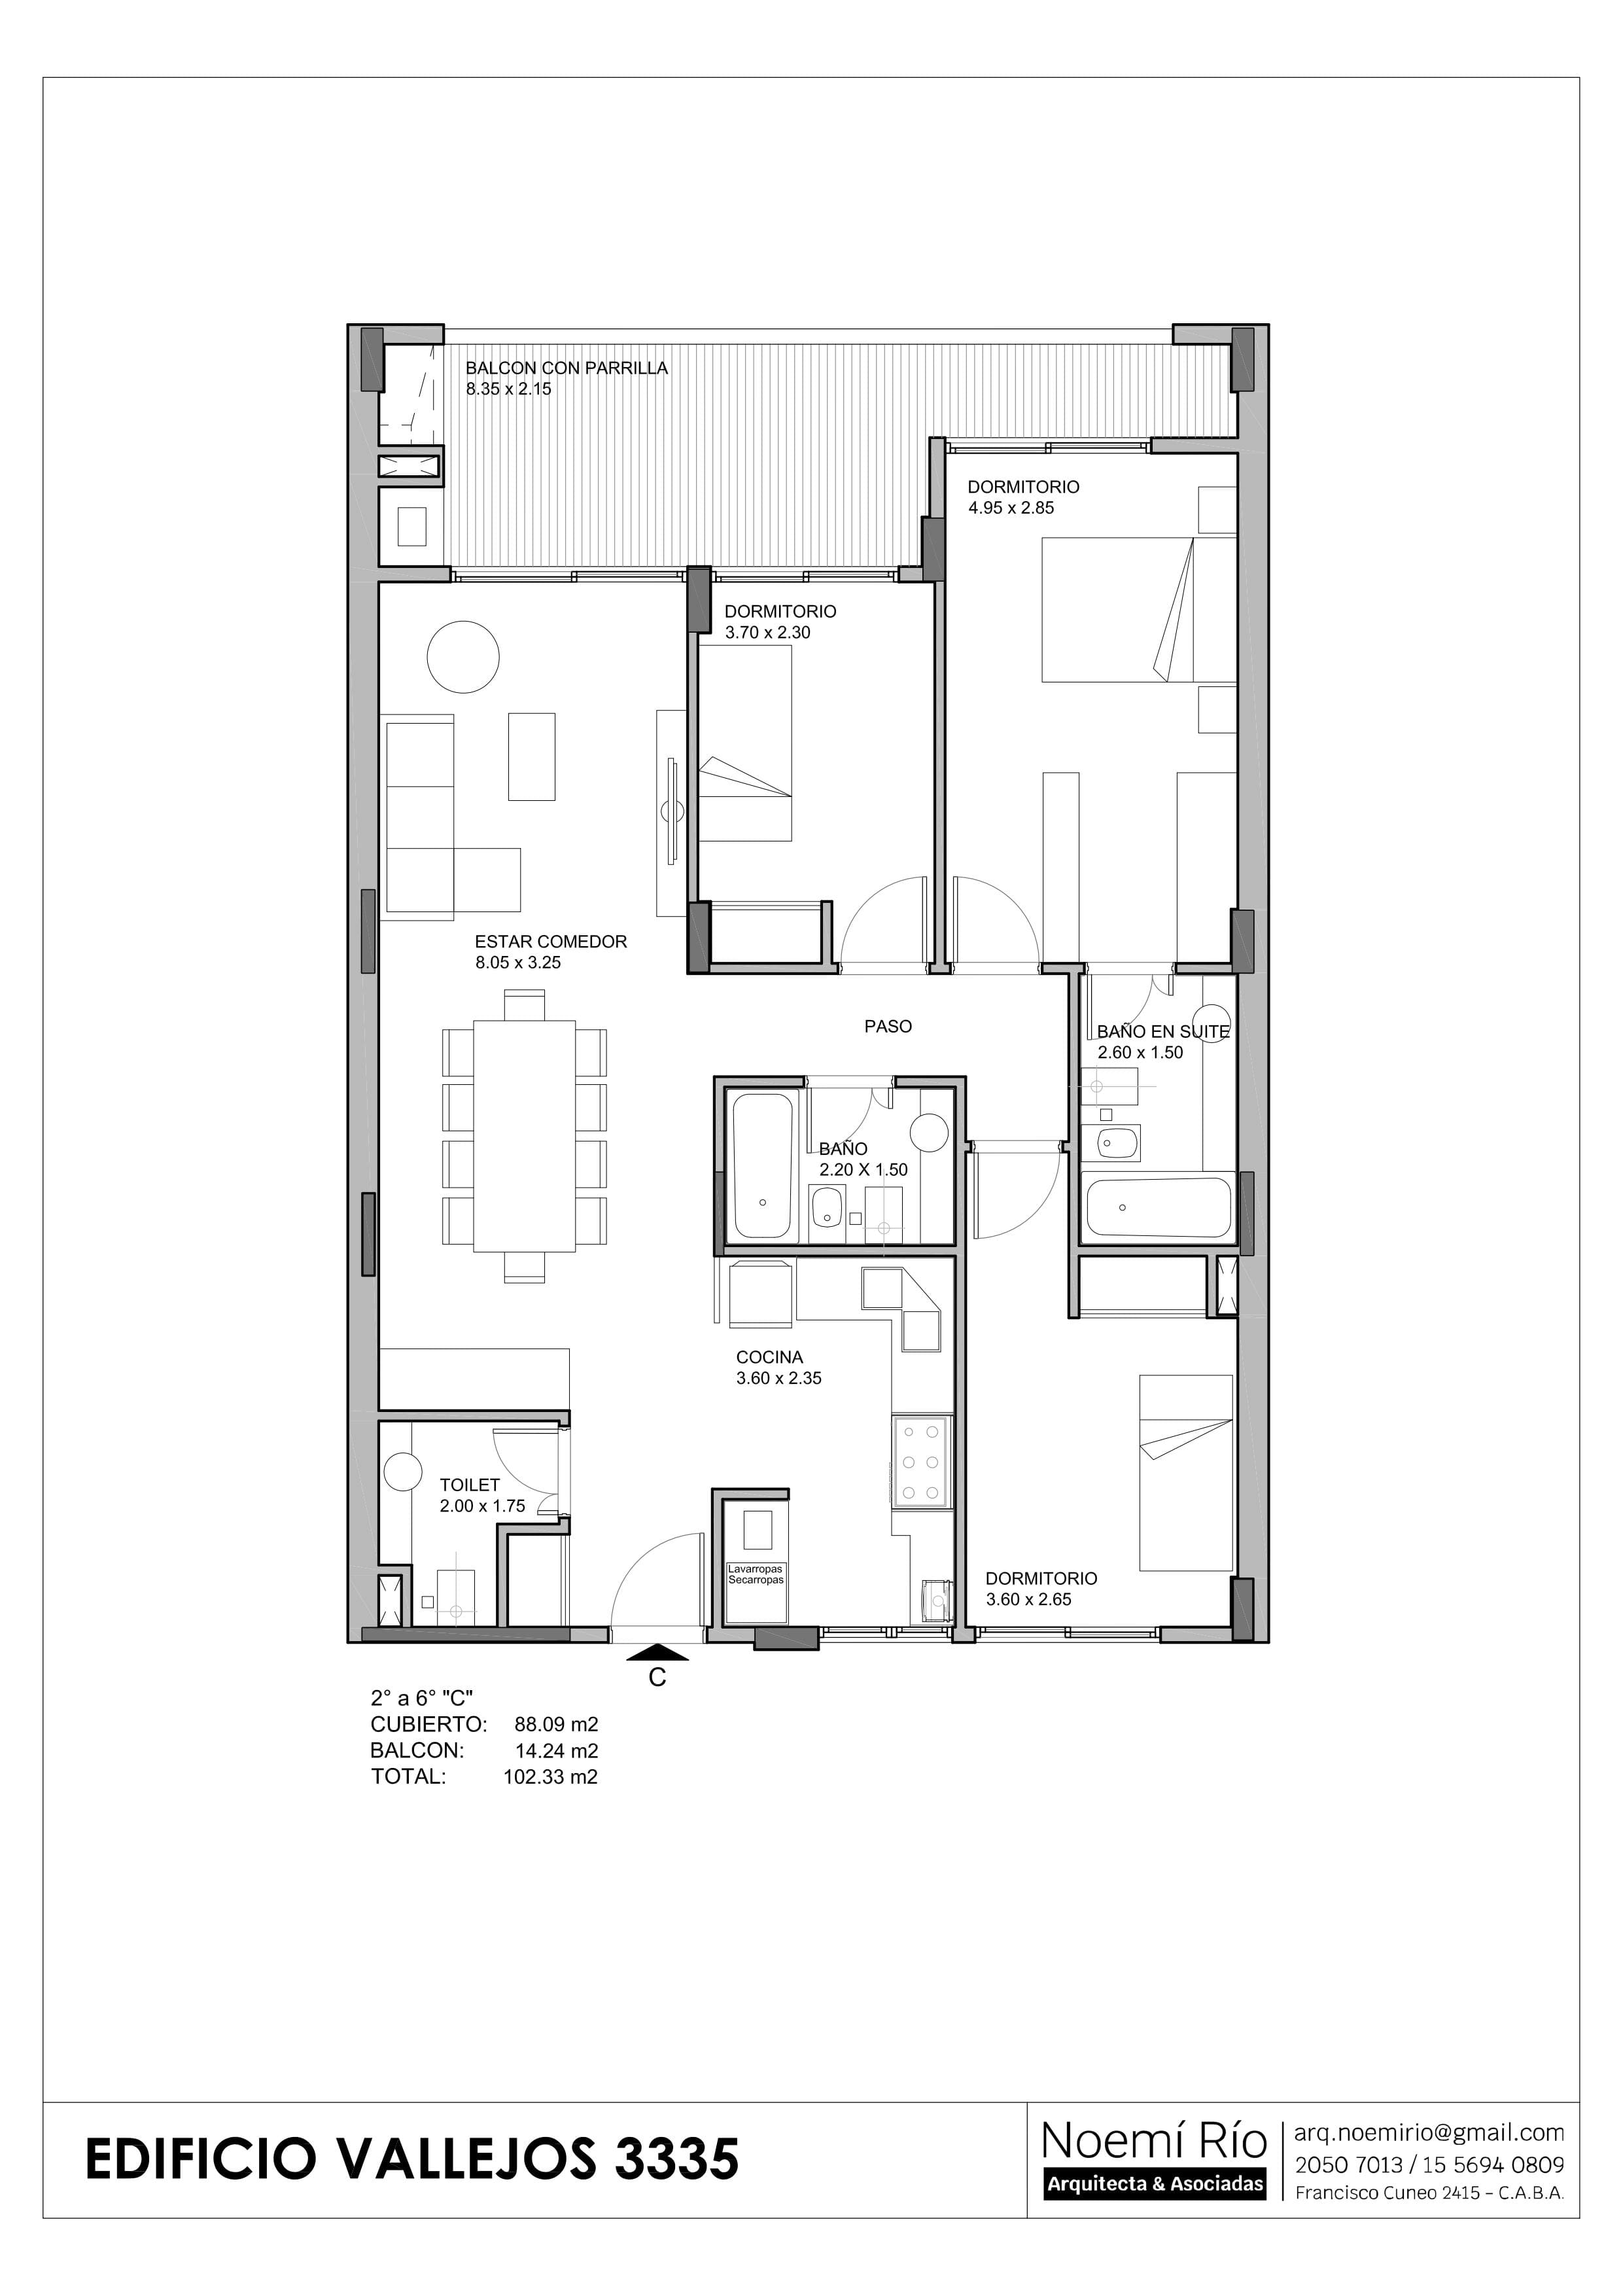 BALCON CON PARRILLA
8.35 x 2.15
DORMITORIO
4.95 x 2.85
DORMITORIO
3.70 x 2.30
ESTAR COMEDOR
8.05 x 3.25
PASO
BAÑO EN SUITE
2.60 x 1.50
BAÑO
2.20 X 1.50
COCINA
3.60 x 2.35
TOILET
2.00 x 1.75
Lavarropas
Secarropas
DORMITORIO
3.60 x 2.65
C
2° a 6° "C"
CUBIERTO: 88.09 m2
BALCON: 14.24 m2
TOTAL: 102.33 m2
EDIFICIO VALLEJOS 3335
Noemí Río
Arquitecta & Asociadas
arq.noemirio@gmail.com
2050 7013 / 15 5694 0809
Francisco Cuneo 2415 - C.A.B.A.